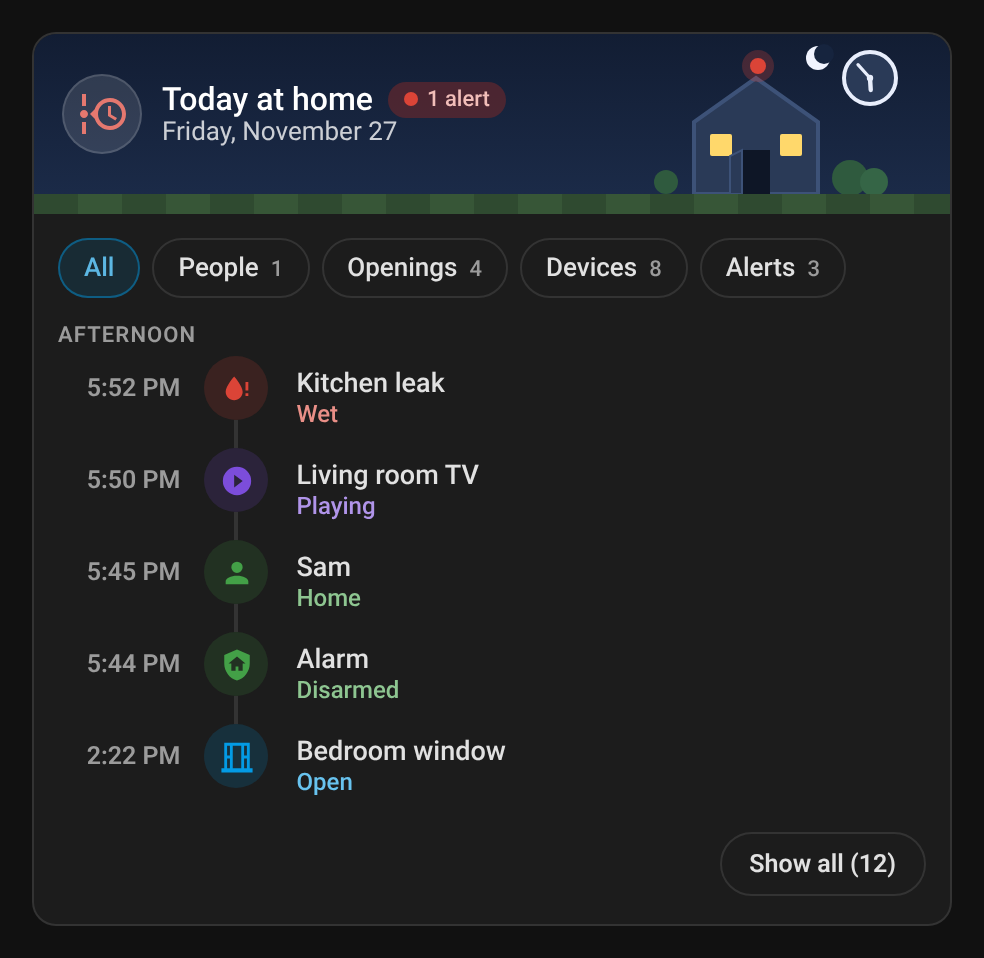 Today at home
1 alert
Friday, November 27
All
People 1
Openings 4
Devices 8
Alerts 3
AFTERNOON
5:52 PM
Kitchen leak
Wet
5:50 PM
Living room TV
Playing
5:45 PM
Sam
Home
5:44 PM
Alarm
Disarmed
2:22 PM
Bedroom window
Open
Show all (12)